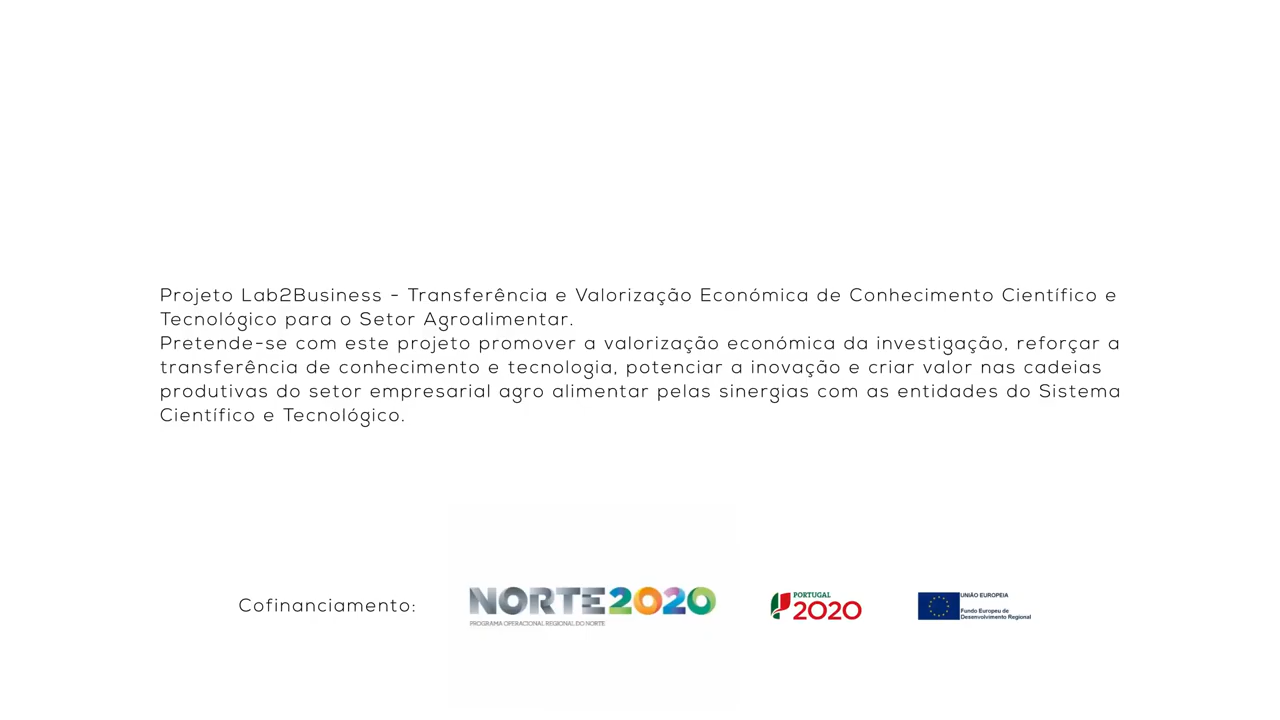 Projeto Lab2Business - Transferência e Valorização Económica de Conhecimento Científico e
Tecnológico para o Setor Agroalimentar.
Pretende-se com este projeto promover a valorização económica da investigação, reforçar a
transferência de conhecimento e tecnologia, potenciar a inovação e criar valor nas cadeias
produtivas do setor empresarial agro alimentar pelas sinergias com as entidades do Sistema
Científico e Tecnológico.
Cofinanciamento:
NORTE2020
PROGRAMA OPERACIONAL REGIONAL DO NORTE
PORTUGAL
2020
UNIÃO EUROPEIA
Fundo Europeu de
Desenvolvimento Regional